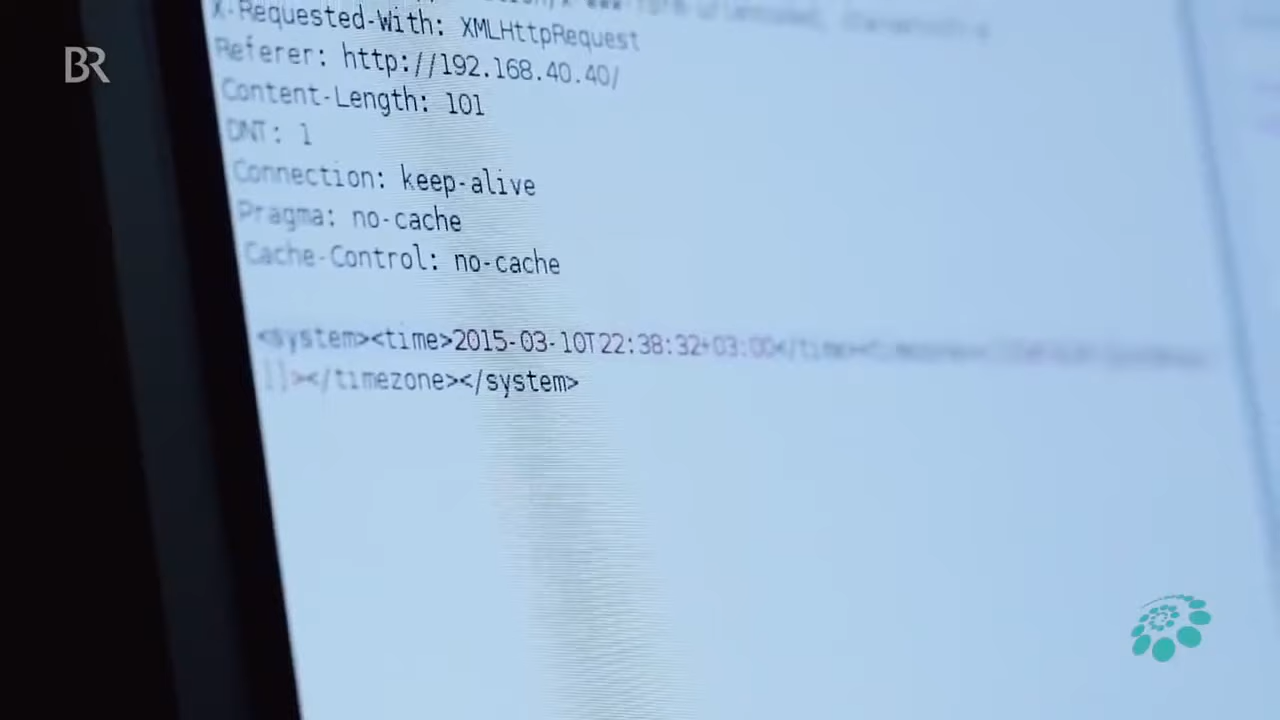 BR
X-Requested-With: XMLHttpRequest
Referer: http://192.168.40.40/
Content-Length: 101
DNT: 1
Connection: keep-alive
Pragma: no-cache
Cache-Control: no-cache
<system><time>2015-03-10T22:38:32+03:00</time>
></timezone></system>